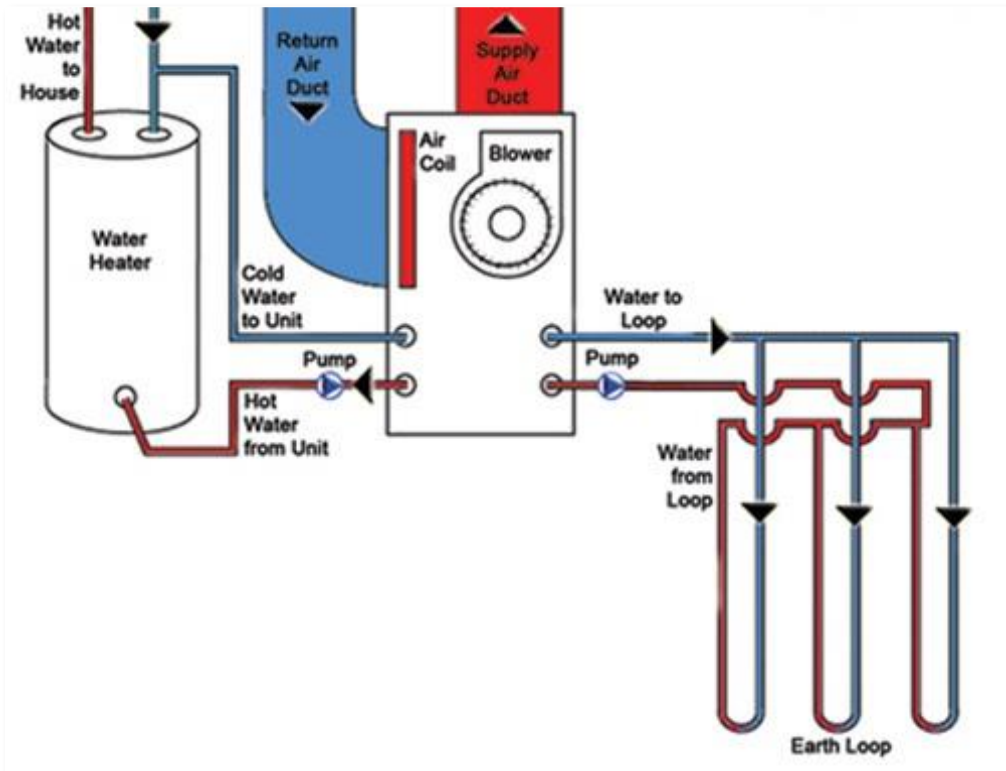 Hot
Water
to
House
Return
Air
Duct
Supply
Air
Duct
Air
Coil
Blower
Water
Heater
Cold
Water
to Unit
Water to
Loop
Pump
Pump
Hot
Water
from Unit
Water
from
Loop
Earth Loop